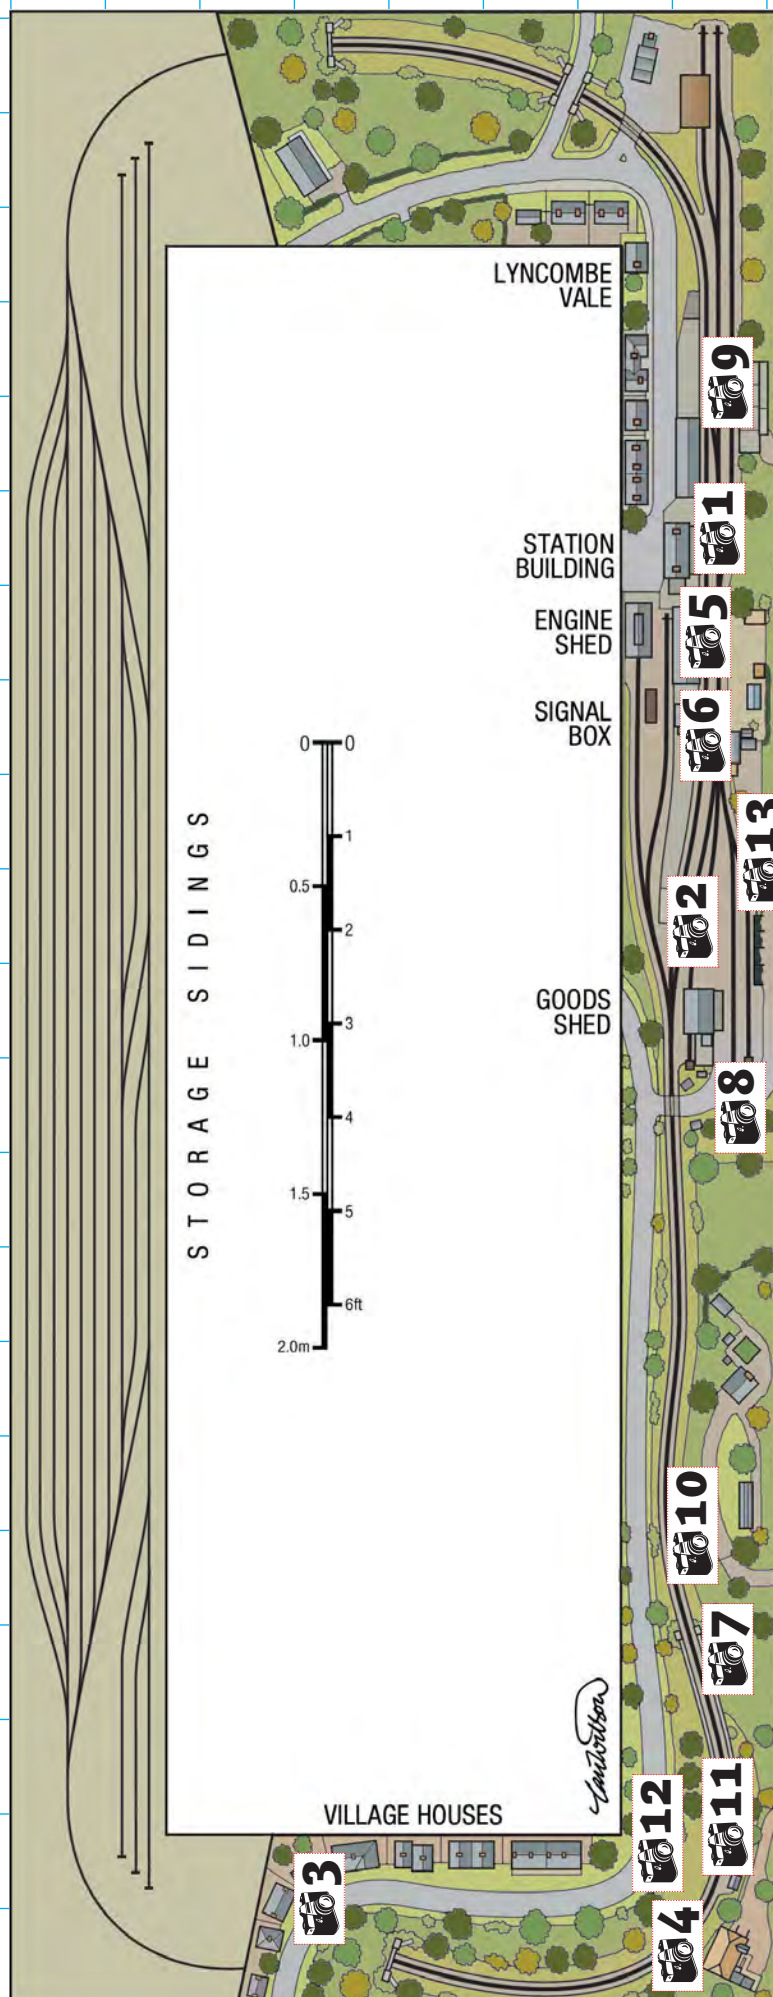 LYNCOMBE
VALE
9
1
STATION
BUILDING
5
ENGINE
SHED
6
SIGNAL
BOX
0 0
1
0.5
2
13
2
3
1.0
4
1.5
5
6ft
2.0m
STORAGE SIDINGS
GOODS
SHED
8
10
7
Ian Wilson
11
12
VILLAGE HOUSES
3
4